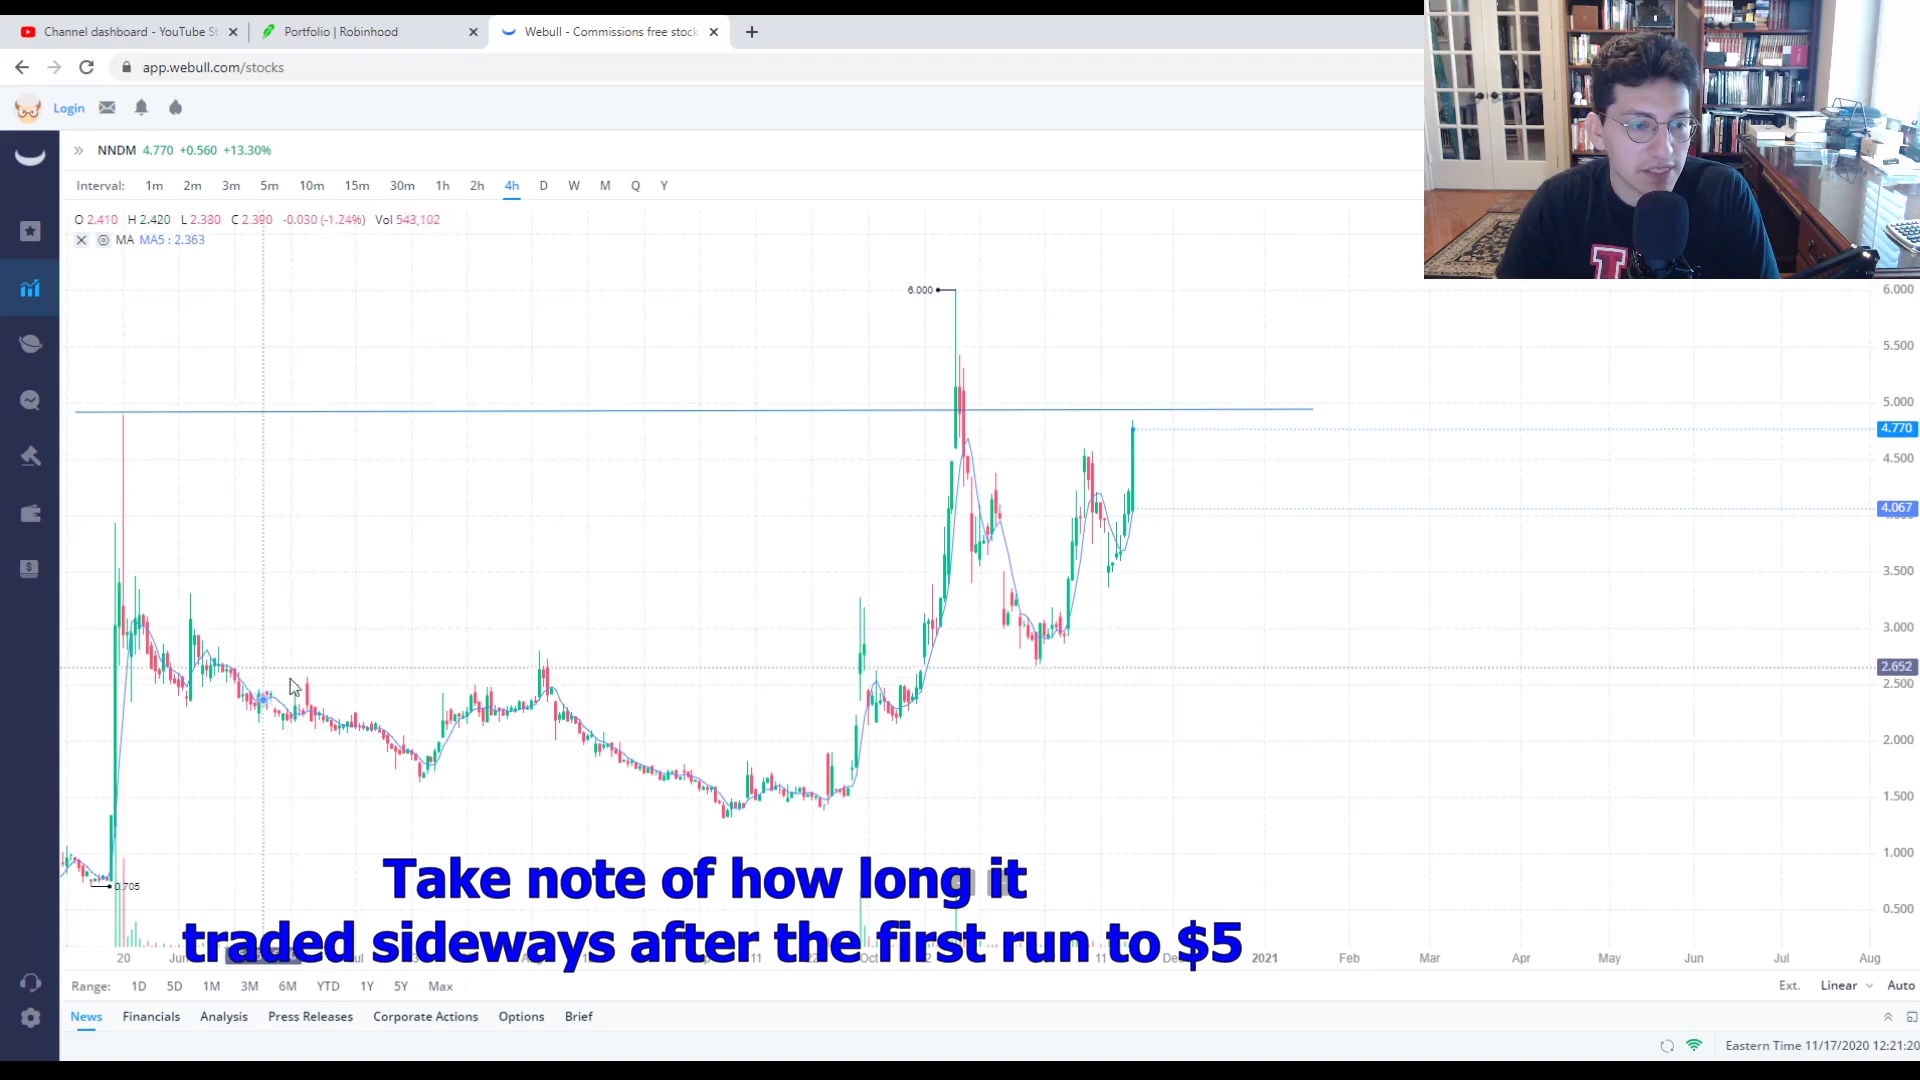 Channel dashboard - YouTube St
Portfolio | Robinhood
Webull - Commissions free stock
app.webull.com/stocks
Login
NNDM 4.770 +0.560 +13.30%
Interval: 1m 2m 3m 5m 10m 15m 30m 1h 2h 4h D W M Q Y
O 2.410 H 2.420 L 2.330 C 2.390 -0.030 (-1.24%) Vol 543,102
MA MA5 : 2.363
6.000
6.000
5.500
5.000
4.770
4.500
4.067
3.500
3.000
2.652
2.500
2.000
1.500
1.000
0.705
0.500
Take note of how long it
traded sideways after the first run to $5
20 Oct 11 2021 Feb Mar Apr May Jun Jul Aug
Range: 1D 5D 1M 3M 6M YTD 1Y 5Y Max
Ext. Linear Auto
News Financials Analysis Press Releases Corporate Actions Options Brief
Eastern Time 11/17/2020 12:21:20